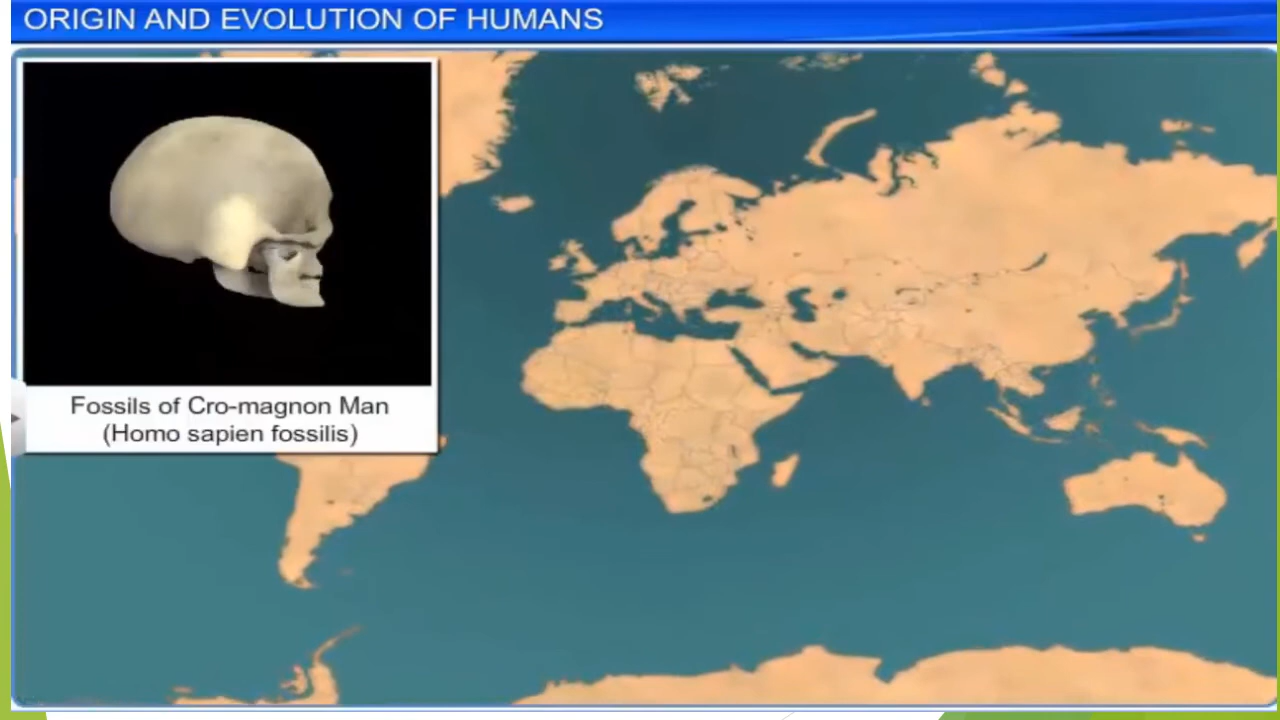 ORIGIN AND EVOLUTION OF HUMANS
Fossils of Cro-magnon Man
(Homo sapien fossilis)